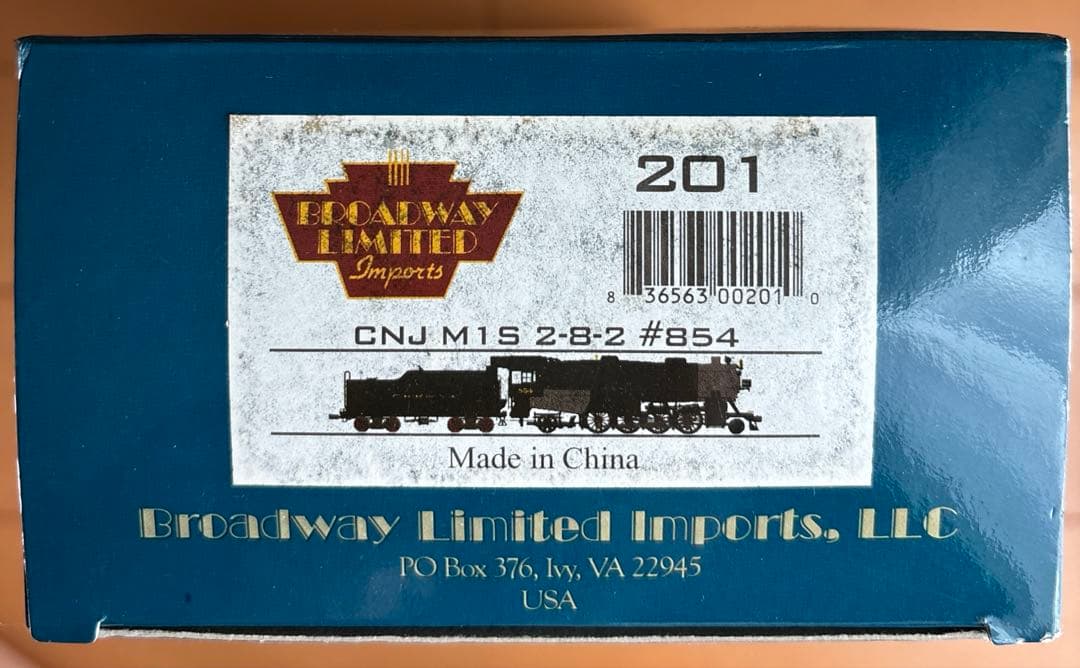 BROADWAY
LIMITED
Imports
201
8 36563 00201 0
CNJ M1S 2-8-2 #854
854
Made in China
Broadway Limited Imports, LLC
PO Box 376, Ivy, VA 22945
USA